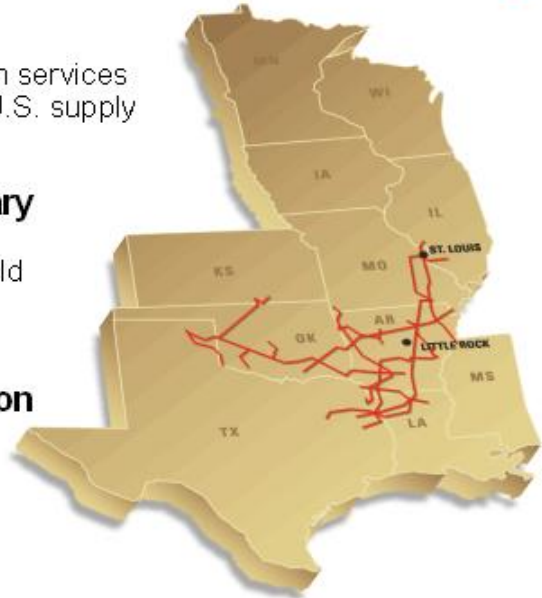 n services
U.S. supply
ary
ld
on
MN
WI
IA
IL
ST. LOUIS
KS
MO
AR
OK
LITTLE ROCK
MS
TX
LA